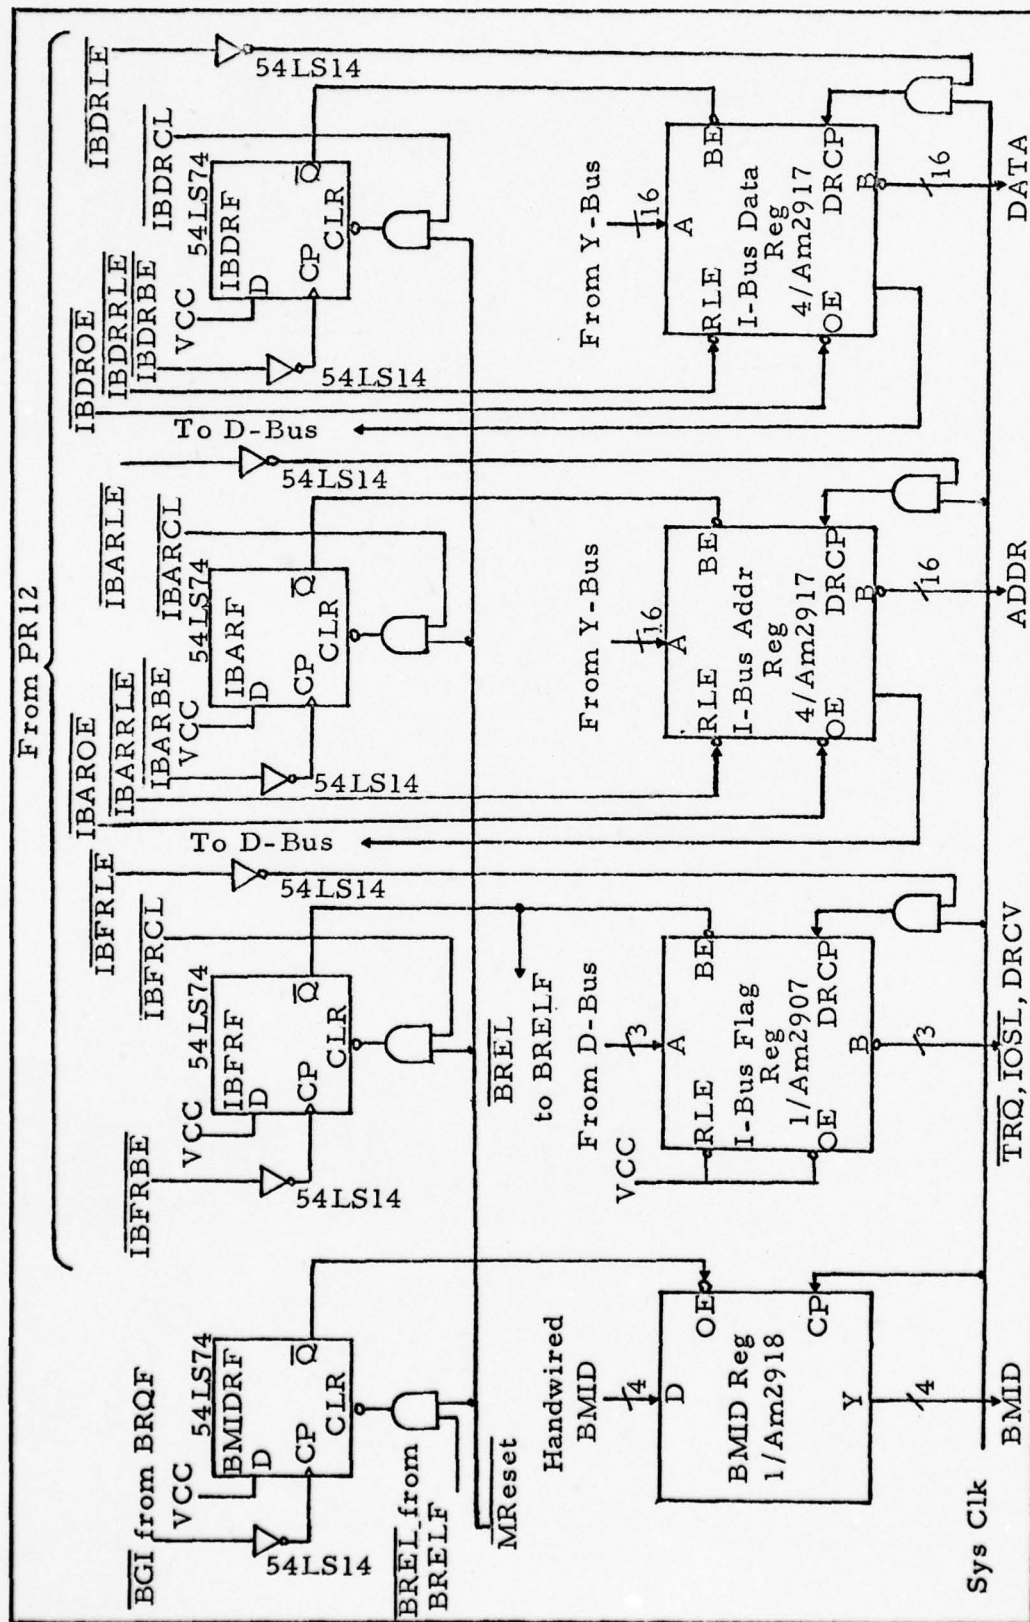 From PR12
BGI from BRQF
VCC
54LS14
54LS74
BMIDRF
D
CP
Q
CLR
BREL from
BRELF
MReset
Handwired
BMID
4
D
OE
BMID Reg
1/Am2918
CP
Y
4
BMID
Sys Clk
IBFRBE
VCC
54LS14
54LS74
IBFRF
D
CP
Q
CLR
IBFRCL
IBFRLE
54LS14
BREL
to BRELF
From D-Bus
3
VCC
A
RLE
BE
I-Bus Flag
Reg
1/Am2907
OE
DRCP
B
3
TRQ, IOSL, DRCV
To D-Bus
IBAROE
IBARRLE
IBARBE
VCC
54LS14
54LS74
IBARF
D
CP
Q
CLR
IBARCL
IBARLE
54LS14
From Y-Bus
16
A
RLE
BE
I-Bus Addr
Reg
4/Am2917
OE
DRCP
B
16
ADDR
To D-Bus
IBDROE
IBDRRLE
IBDRBE
VCC
54LS14
54LS74
IBDRF
D
CP
Q
CLR
IBDRCL
IBDRLE
54LS14
From Y-Bus
16
A
RLE
BE
I-Bus Data
Reg
4/Am2917
OE
DRCP
B
16
DATA